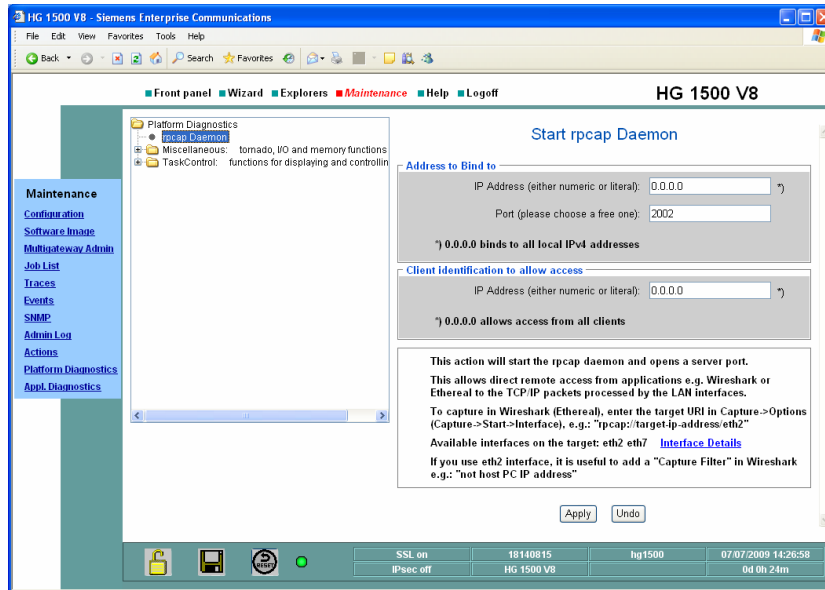 HG 1500 V8 - Siemens Enterprise Communications
File Edit View Favorites Tools Help
Back Search Favorites
Front panel Wizard Explorers Maintenance Help Logoff
HG 1500 V8
Maintenance
Configuration
Software Image
Multigateway Admin
Job List
Traces
Events
SNMP
Admin Log
Actions
Platform Diagnostics
Appl. Diagnostics
Platform Diagnostics
rpcap Daemon
Miscellaneous: tornado, I/O and memory functions
TaskControl: functions for displaying and controllin
Start rpcap Daemon
Address to Bind to
IP Address (either numeric or literal): 0.0.0.0 *)
Port (please choose a free one): 2002
*) 0.0.0.0 binds to all local IPv4 addresses
Client identification to allow access
IP Address (either numeric or literal): 0.0.0.0 *)
*) 0.0.0.0 allows access from all clients
This action will start the rpcap daemon and opens a server port.
This allows direct remote access from applications e.g. Wireshark or
Ethereal to the TCP/IP packets processed by the LAN interfaces.
To capture in Wireshark (Ethereal), enter the target URI in Capture->Options
(Capture->Start->Interface), e.g.: "rpcap://target-ip-address/eth2"
Available interfaces on the target: eth2 eth7 Interface Details
If you use eth2 interface, it is useful to add a "Capture Filter" in Wireshark
e.g.: "not host PC IP address"
Apply Undo
RESET
SSL on 18140815 hg1500 07/07/2009 14:26:58
IPsec off HG 1500 V8 0d 0h 24m